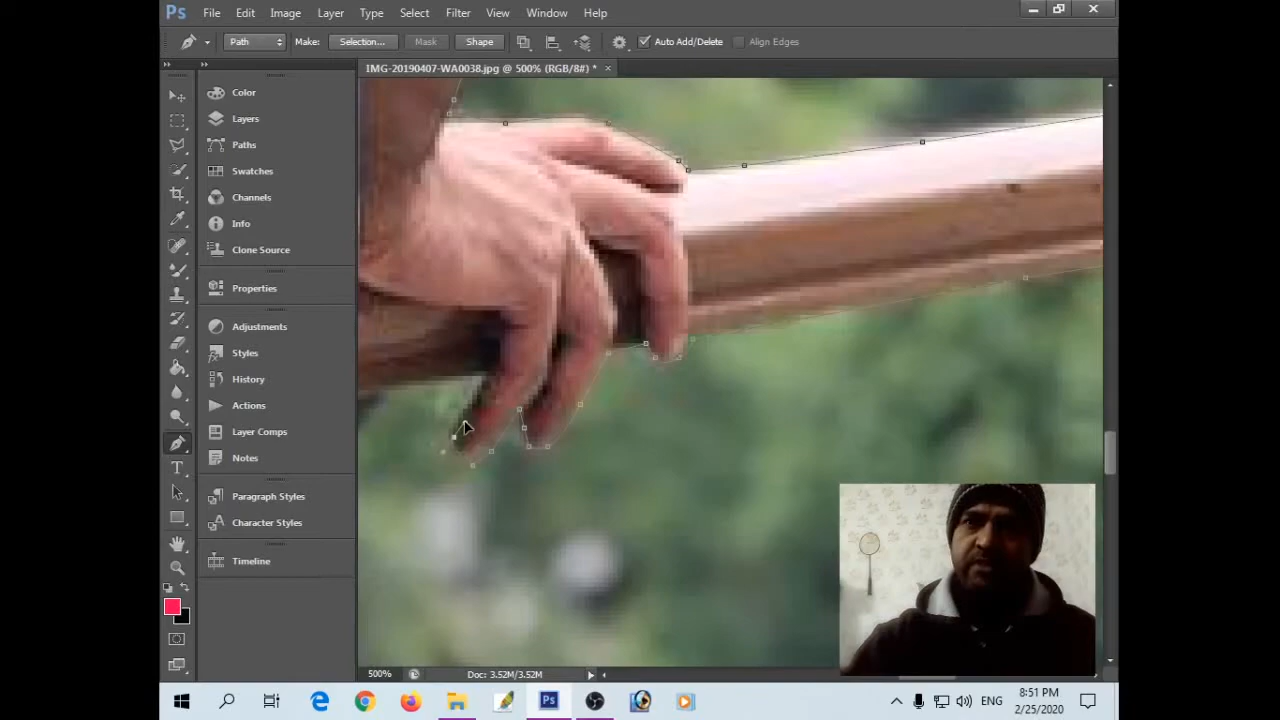 Ps File Edit Image Layer Type Select Filter View Window Help
Path Make: Selection... Mask Shape Auto Add/Delete Align Edges
IMG-20190407-WA0038.jpg @ 500% (RGB/8#) * ×
Color
Layers
Paths
Swatches
Channels
Info
Clone Source
Properties
Adjustments
Styles
History
Actions
Layer Comps
Notes
Paragraph Styles
Character Styles
Timeline
500% Doc: 3.52M/3.52M
ENG
8:51 PM
2/25/2020